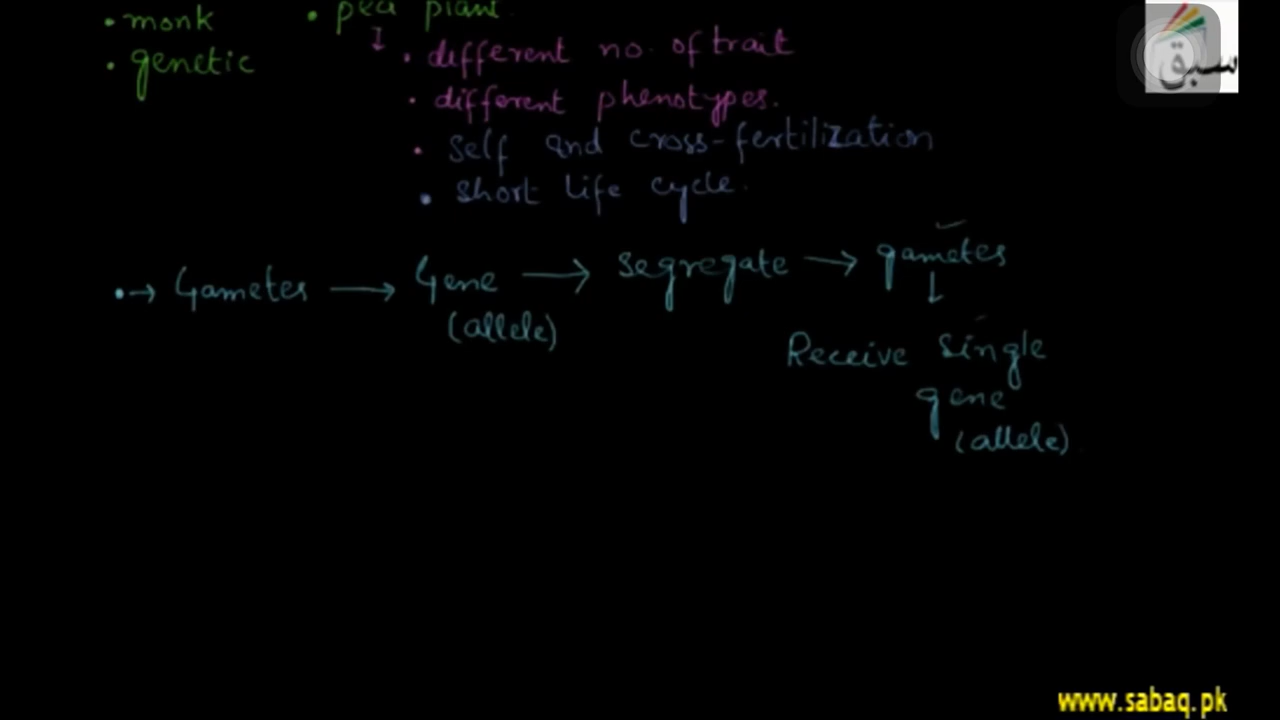 • monk
• genetic
• pea plant.
• different no. of trait
• different phenotypes.
• self and cross-fertilization
• short life cycle.
•→ Gametes → Gene → segregate → gametes
(allele)
↓
Receive single
gene
(allele)
سبق
www.sabaq.pk